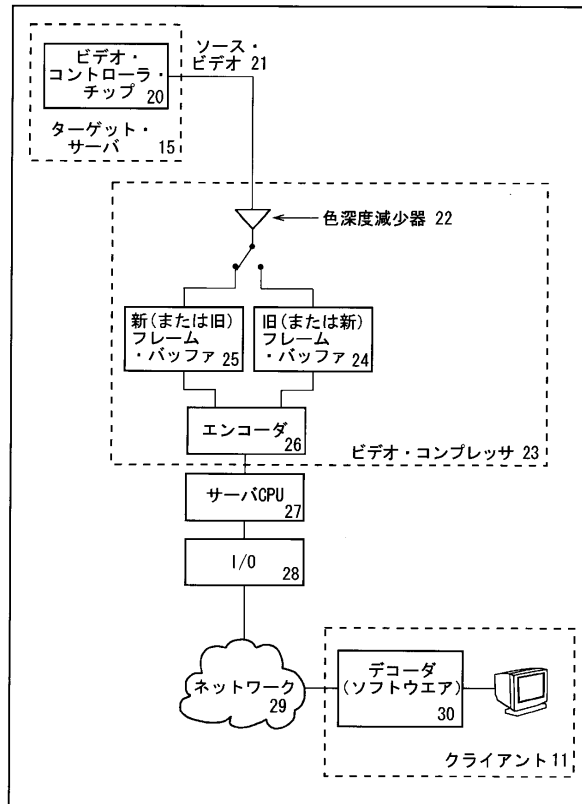 ビデオ・
コントローラ・
チップ 20
ターゲット・
サーバ 15
ソース・
ビデオ 21
色深度減少器 22
新(または旧)
フレーム
・バッファ
25
旧(または新)
フレーム
・バッファ
24
エンコーダ
26
ビデオ・コンプレッサ 23
サーバCPU
27
I/O
28
ネットワーク
29
デコーダ
(ソフトウエア)
30
クライアント11